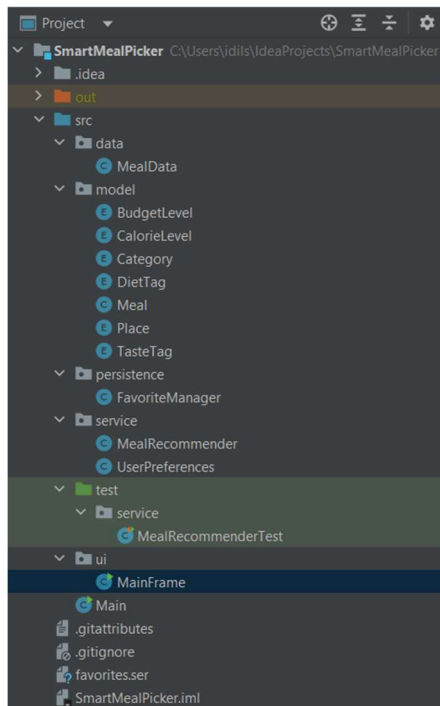 Project
SmartMealPicker C:\Users\idils\IdeaProjects\SmartMealPicker
.idea
out
src
data
C MealData
model
E BudgetLevel
E CalorieLevel
E Category
E DietTag
C Meal
E Place
E TasteTag
persistence
C FavoriteManager
service
C MealRecommender
C UserPreferences
test
service
C MealRecommenderTest
ui
C MainFrame
C Main
.gitattributes
.gitignore
favorites.ser
SmartMealPicker.iml